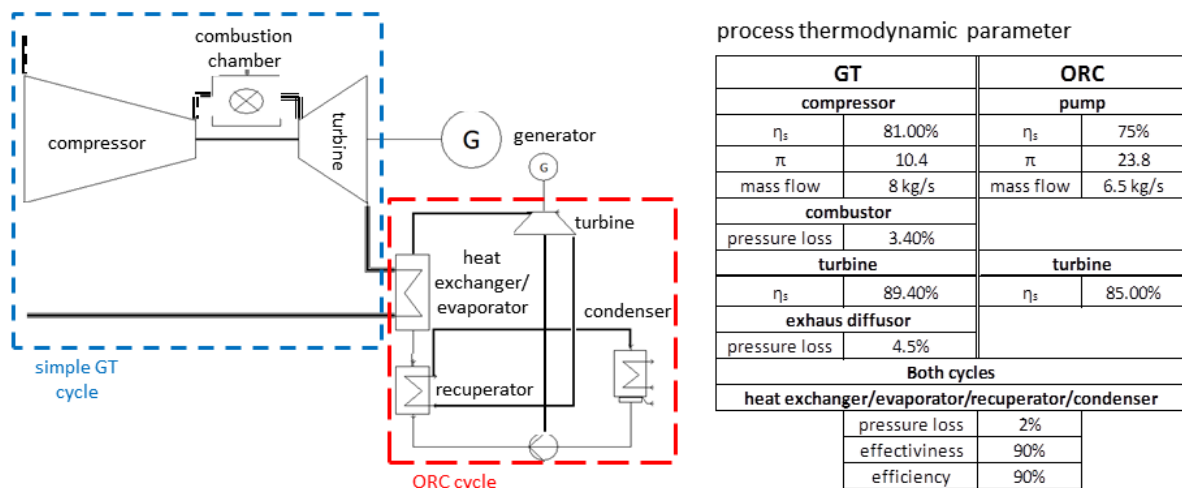 combustion
chamber
compressor
turbine
G
generator
G
turbine
heat
exchanger/
evaporator
condenser
recuperator
simple GT
cycle
ORC cycle
process thermodynamic parameter
GT ORC
compressor pump
ηs 81.00% ηs 75%
π 10.4 π 23.8
mass flow 8 kg/s mass flow 6.5 kg/s
combustor
pressure loss 3.40%
turbine turbine
ηs 89.40% ηs 85.00%
exhaus diffusor
pressure loss 4.5%
Both cycles
heat exchanger/evaporator/recuperator/condenser
pressure loss 2%
effectiviness 90%
efficiency 90%